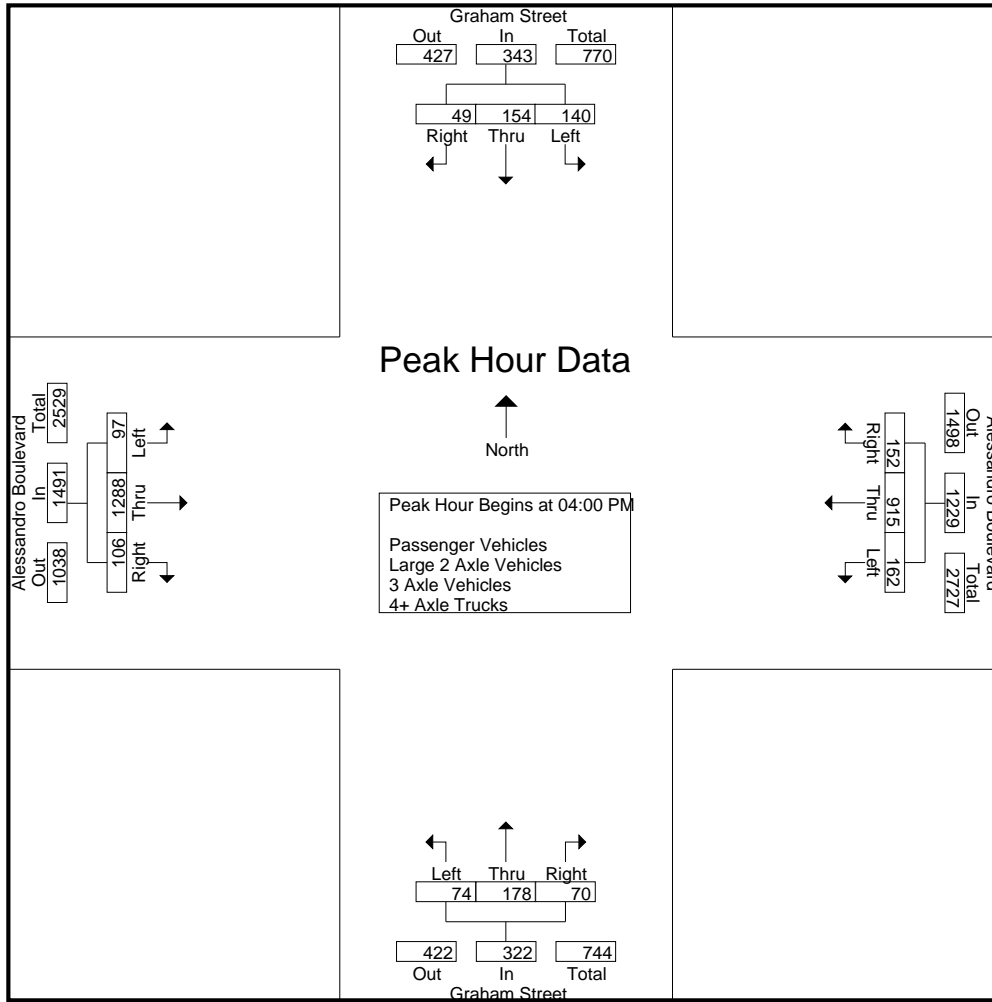 Graham Street
Out In Total
427 343 770
49 154 140
Right Thru Left
Peak Hour Data
North
Peak Hour Begins at 04:00 PM
Passenger Vehicles
Large 2 Axle Vehicles
3 Axle Vehicles
4+ Axle Trucks
Alessandro Boulevard
Out In Total
1038 1491 2529
106 1288 97
Right Thru Left
Alessandro Boulevard
Out In Total
1498 1229 2727
152 915 162
Right Thru Left
Left Thru Right
74 178 70
422 322 744
Out In Total
Graham Street